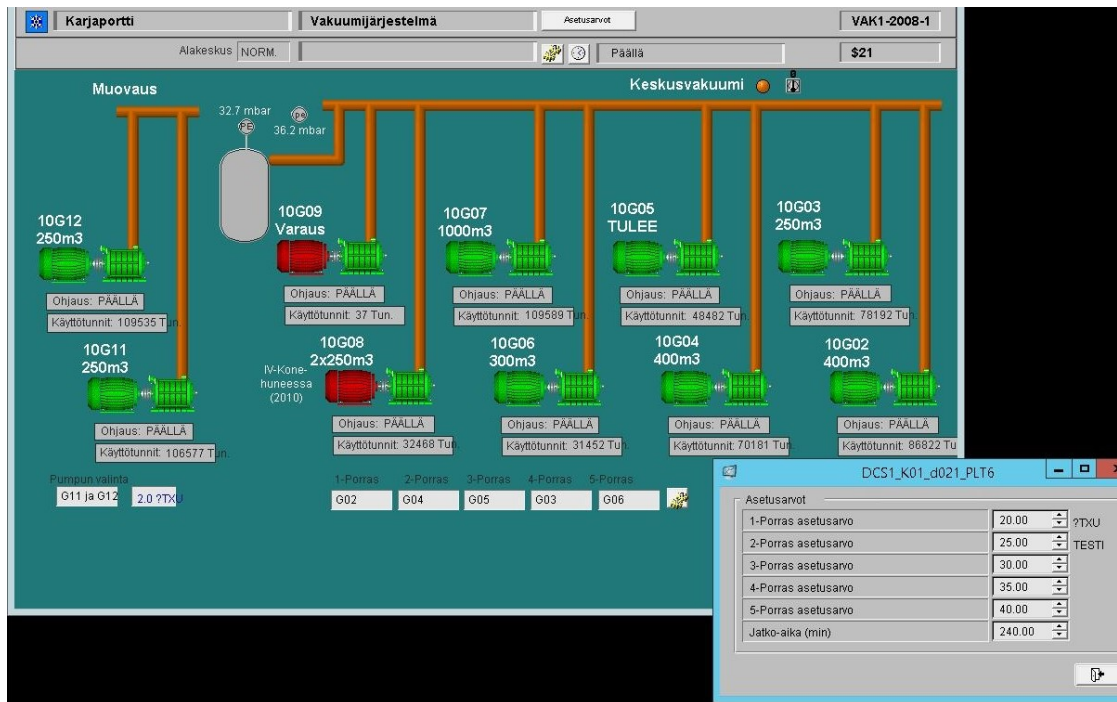 Karjaportti
Vakuumijärjestelmä
Asetusarvot
VAK1-2008-1
Alakeskus
NORM.
Päällä
$21
Muovaus
Keskusvakuumi
32.7 mbar
PE
pe
36.2 mbar
10G12
250m3
Ohjaus: PÄÄLLÄ
Käyttötunnit: 109535 Tun.
10G09
Varaus
Ohjaus: PÄÄLLÄ
Käyttötunnit: 37 Tun.
10G07
1000m3
Ohjaus: PÄÄLLÄ
Käyttötunnit: 109589 Tun.
10G05
TULEE
Ohjaus: PÄÄLLÄ
Käyttötunnit: 48482 Tun.
10G03
250m3
Ohjaus: PÄÄLLÄ
Käyttötunnit: 78192 Tun.
10G11
250m3
Ohjaus: PÄÄLLÄ
Käyttötunnit: 106577 Tun.
IV-Kone-
huneessa
(2010)
10G08
2x250m3
Ohjaus: PÄÄLLÄ
Käyttötunnit: 32468 Tun.
10G06
300m3
Ohjaus: PÄÄLLÄ
Käyttötunnit: 31452 Tun.
10G04
400m3
Ohjaus: PÄÄLLÄ
Käyttötunnit: 70181 Tun.
10G02
400m3
Ohjaus: PÄÄLLÄ
Käyttötunnit: 86822 Tu
Pumpun valinta
G11 ja G12
2.0 ?TXU
1-Porras 2-Porras 3-Porras 4-Porras 5-Porras
G02 G04 G05 G03 G06
DCS1_K01_d021_PLT6
Asetusarvot
1-Porras asetusarvo 20.00 ?TXU
2-Porras asetusarvo 25.00 TESTI
3-Porras asetusarvo 30.00
4-Porras asetusarvo 35.00
5-Porras asetusarvo 40.00
Jatko-aika (min) 240.00